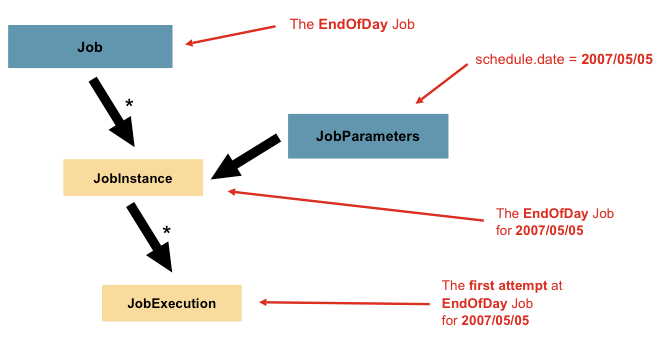 The EndOfDay Job
Job
schedule.date = 2007/05/05
*
JobParameters
JobInstance
The EndOfDay Job
for 2007/05/05
*
The first attempt at
EndOfDay Job
for 2007/05/05
JobExecution